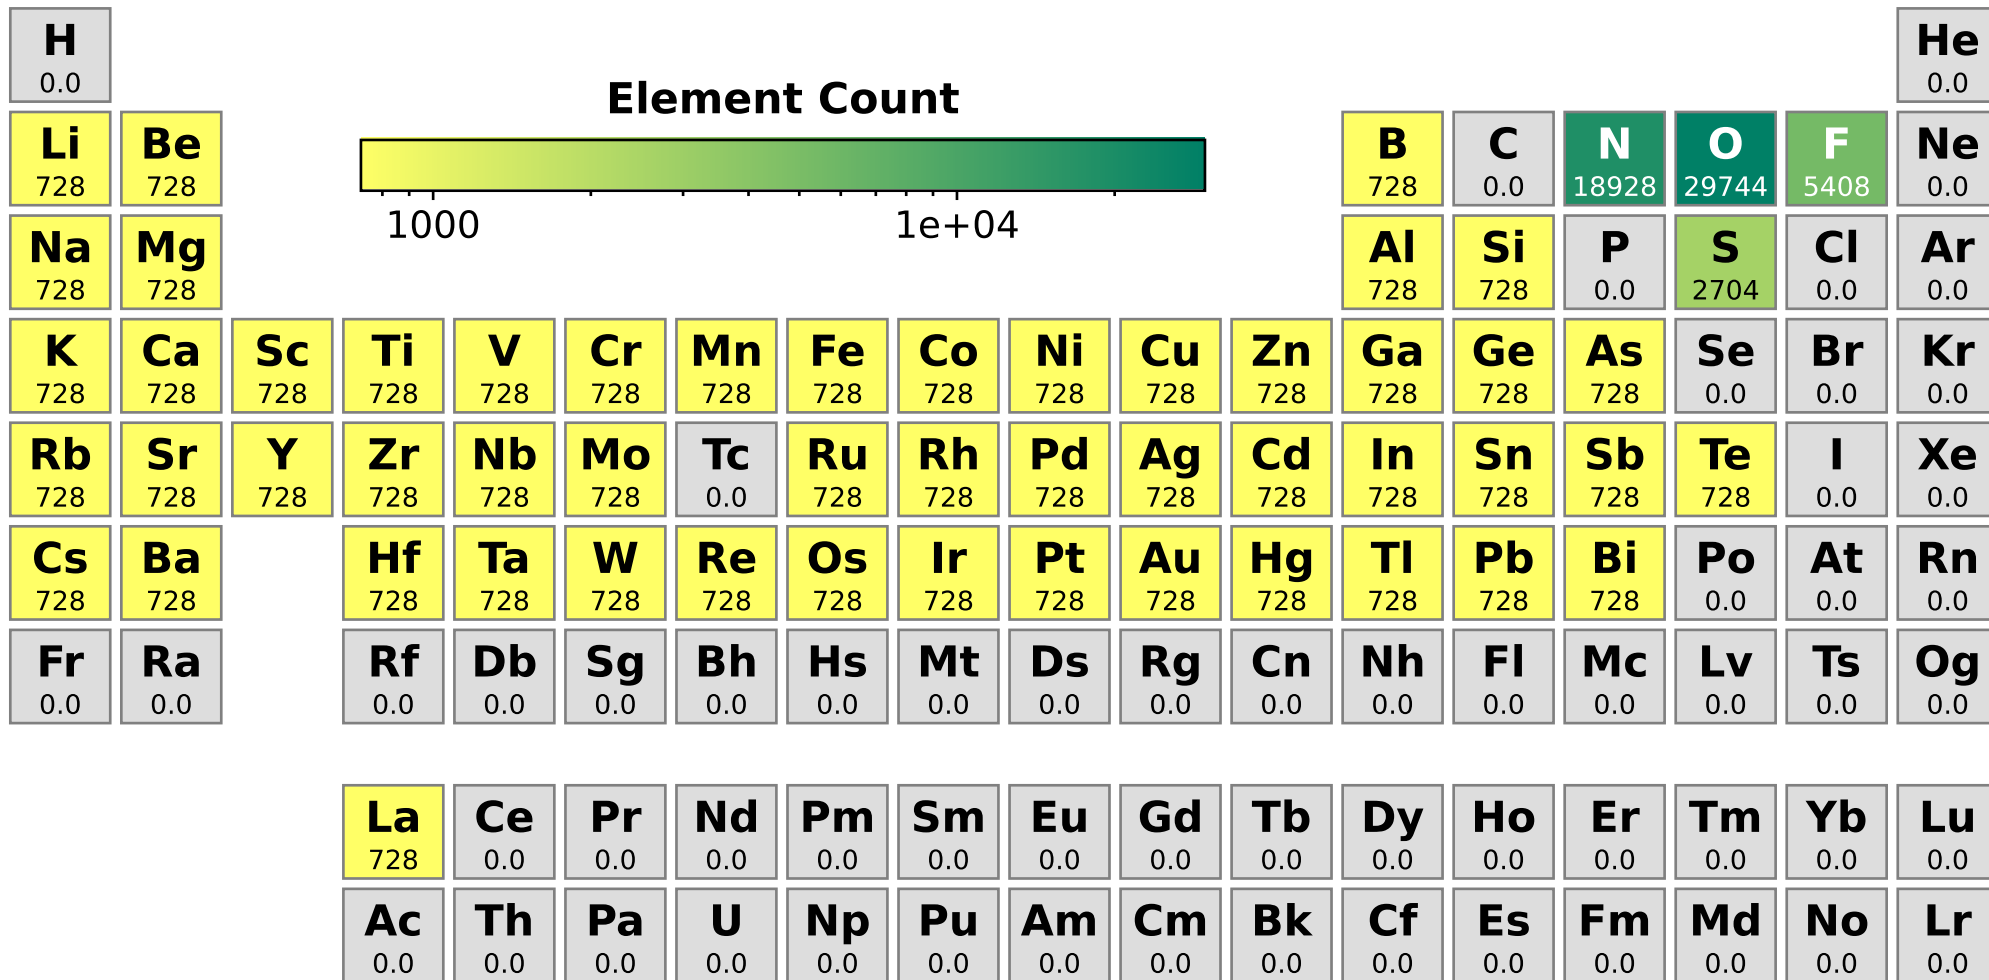 H He
0.0 0.0
Element Count
Li Be B C N O F Ne
728 728 728 0.0 18928 29744 5408 0.0
1000 1e+04
Na Mg Al Si P S Cl Ar
728 728 728 728 0.0 2704 0.0 0.0
K Ca Sc Ti V Cr Mn Fe Co Ni Cu Zn Ga Ge As Se Br Kr
728 728 728 728 728 728 728 728 728 728 728 728 728 728 728 0.0 0.0 0.0
Rb Sr Y Zr Nb Mo Tc Ru Rh Pd Ag Cd In Sn Sb Te I Xe
728 728 728 728 728 728 0.0 728 728 728 728 728 728 728 728 728 0.0 0.0
Cs Ba Hf Ta W Re Os Ir Pt Au Hg Tl Pb Bi Po At Rn
728 728 728 728 728 728 728 728 728 728 728 728 728 728 0.0 0.0 0.0
Fr Ra Rf Db Sg Bh Hs Mt Ds Rg Cn Nh Fl Mc Lv Ts Og
0.0 0.0 0.0 0.0 0.0 0.0 0.0 0.0 0.0 0.0 0.0 0.0 0.0 0.0 0.0 0.0 0.0
La Ce Pr Nd Pm Sm Eu Gd Tb Dy Ho Er Tm Yb Lu
728 0.0 0.0 0.0 0.0 0.0 0.0 0.0 0.0 0.0 0.0 0.0 0.0 0.0 0.0
Ac Th Pa U Np Pu Am Cm Bk Cf Es Fm Md No Lr
0.0 0.0 0.0 0.0 0.0 0.0 0.0 0.0 0.0 0.0 0.0 0.0 0.0 0.0 0.0